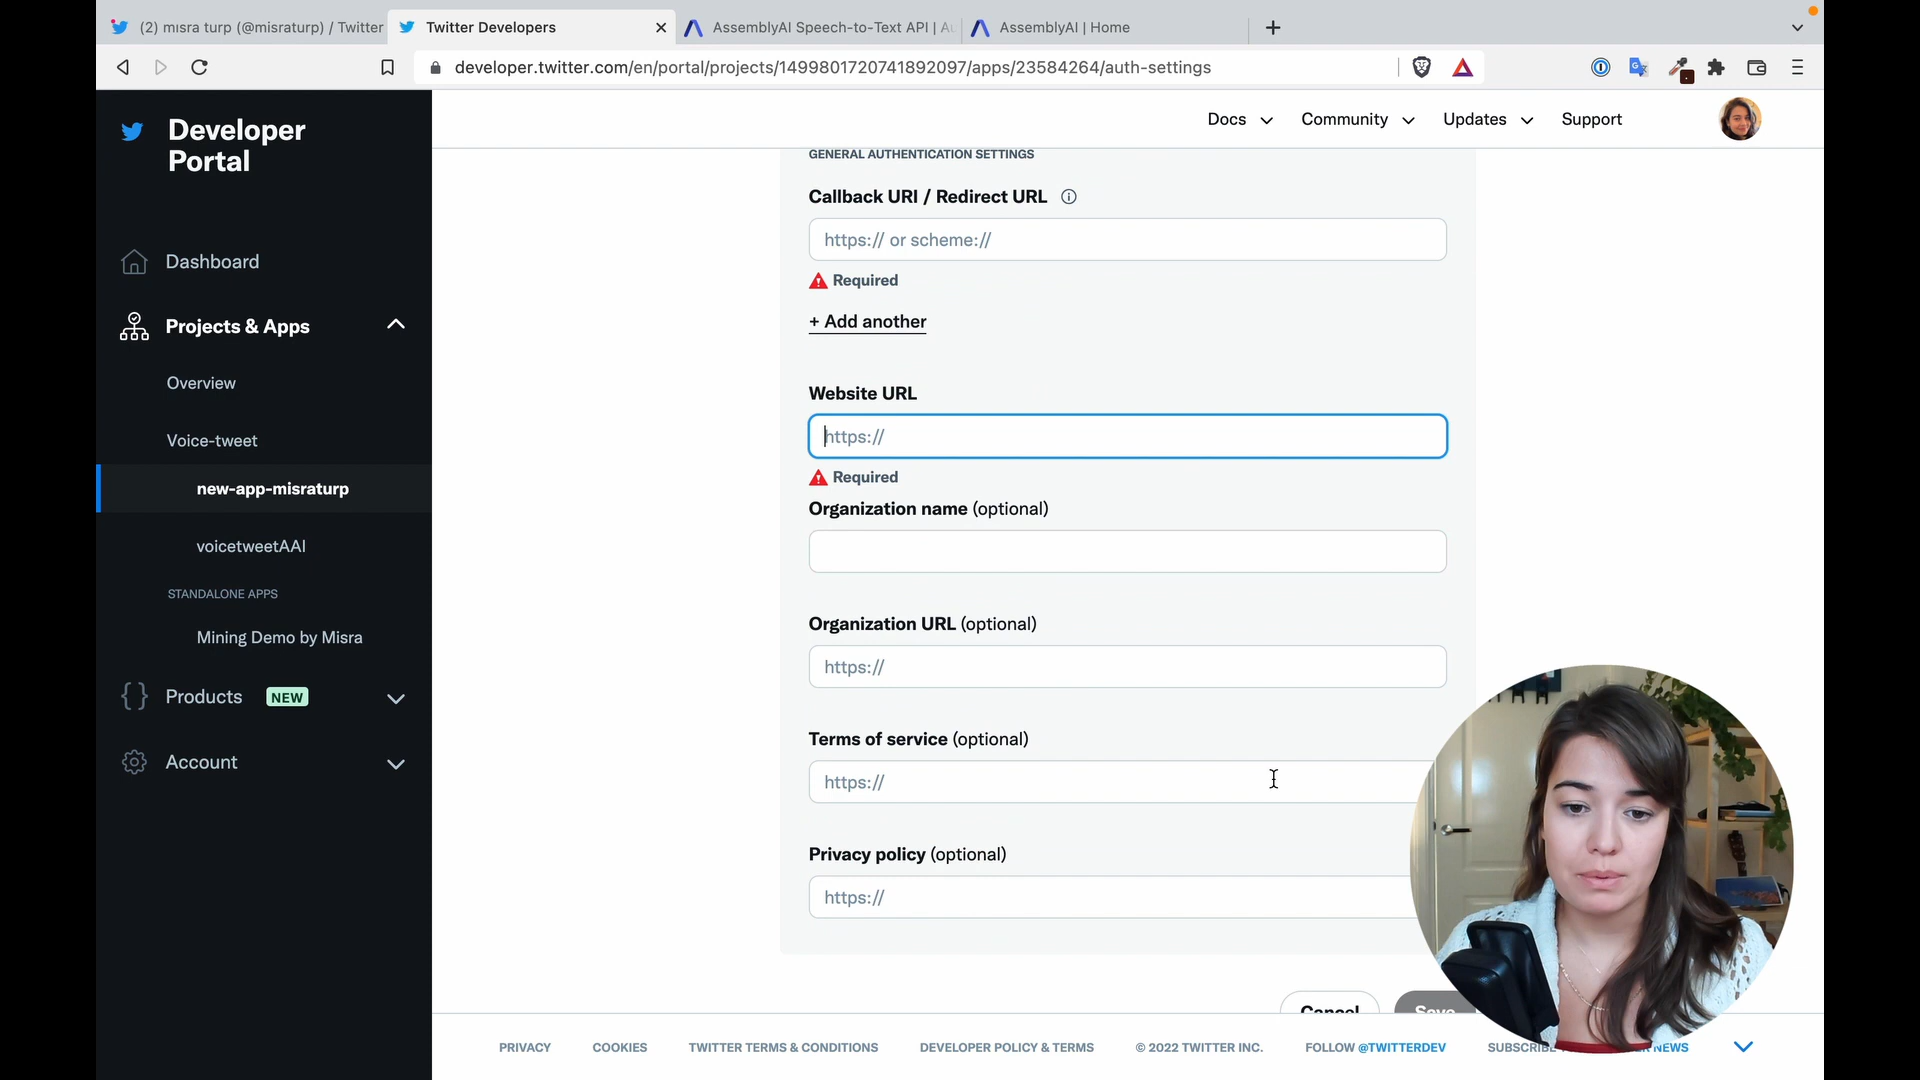 (2) mısra turp (@misraturp) / Twitter
Twitter Developers
AssemblyAI Speech-to-Text API | Au
AssemblyAI | Home
developer.twitter.com/en/portal/projects/1499801720741892097/apps/23584264/auth-settings
Developer
Portal
Docs
Community
Updates
Support
Dashboard
Projects & Apps
Overview
Voice-tweet
new-app-misraturp
voicetweetAAI
STANDALONE APPS
Mining Demo by Misra
Products NEW
Account
GENERAL AUTHENTICATION SETTINGS
Callback URI / Redirect URL
https:// or scheme://
Required
+ Add another
Website URL
https://
Required
Organization name (optional)
Organization URL (optional)
https://
Terms of service (optional)
https://
Privacy policy (optional)
https://
Cancel
Save
PRIVACY
COOKIES
TWITTER TERMS & CONDITIONS
DEVELOPER POLICY & TERMS
© 2022 TWITTER INC.
FOLLOW @TWITTERDEV
SUBSCRIBE
NEWS